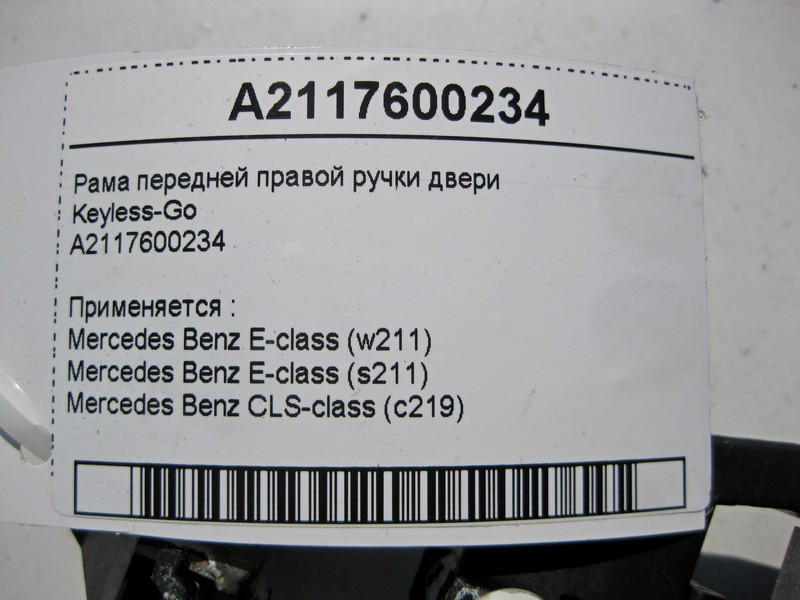 A2117600234
Рама передней правой ручки двери
Keyless-Go
A2117600234
Применяется :
Mercedes Benz E-class (w211)
Mercedes Benz E-class (s211)
Mercedes Benz CLS-class (c219)